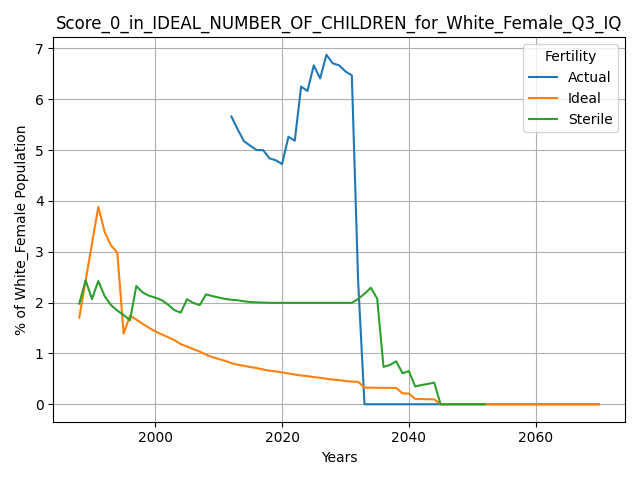 Score_0_in_IDEAL_NUMBER_OF_CHILDREN_for_White_Female_Q3_IQ
Fertility
Actual
Ideal
Sterile
% of White_Female Population
7
6
5
4
3
2
1
0
2000
2020
2040
2060
Years